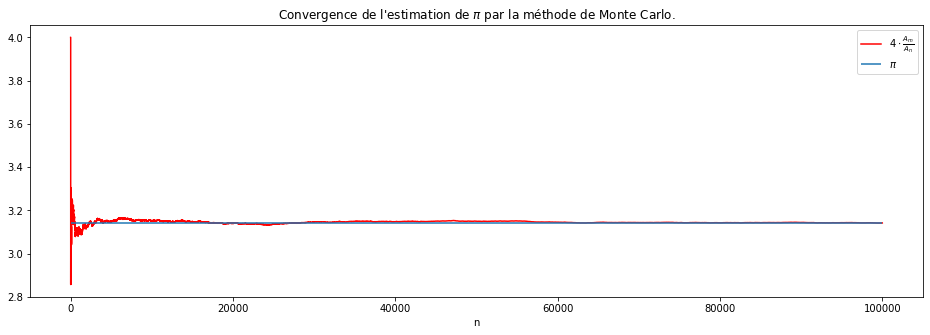 Convergence de l'estimation de π par la méthode de Monte Carlo.
4 · A_m/A_n
π
4.0
3.8
3.6
3.4
3.2
3.0
2.8
0 20000 40000 60000 80000 100000
n